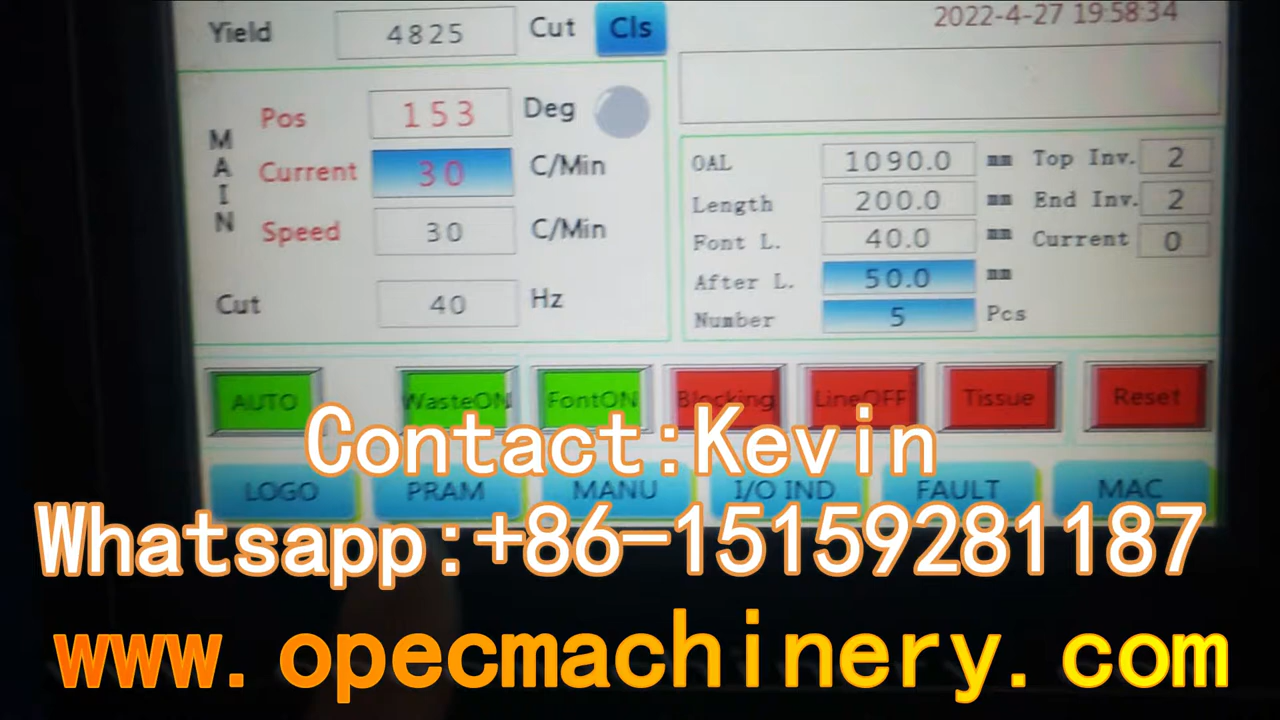 Yield 4825 Cut Cls
2022-4-27 19:58:34
MAIN
Pos 153 Deg
Current 30 C/Min
Speed 30 C/Min
Cut 40 Hz
OAL 1090.0 mm Top Inv. 2
Length 200.0 mm End Inv. 2
Font L. 40.0 mm Current 0
After L. 50.0 mm
Number 5 Pcs
AUTO WasteON FontON Blocking LineOFF Tissue Reset
LOGO PRAM MANU I/O IND FAULT MAC
Contact:Kevin
Whatsapp:+86-15159281187
www.opecmachinery.com